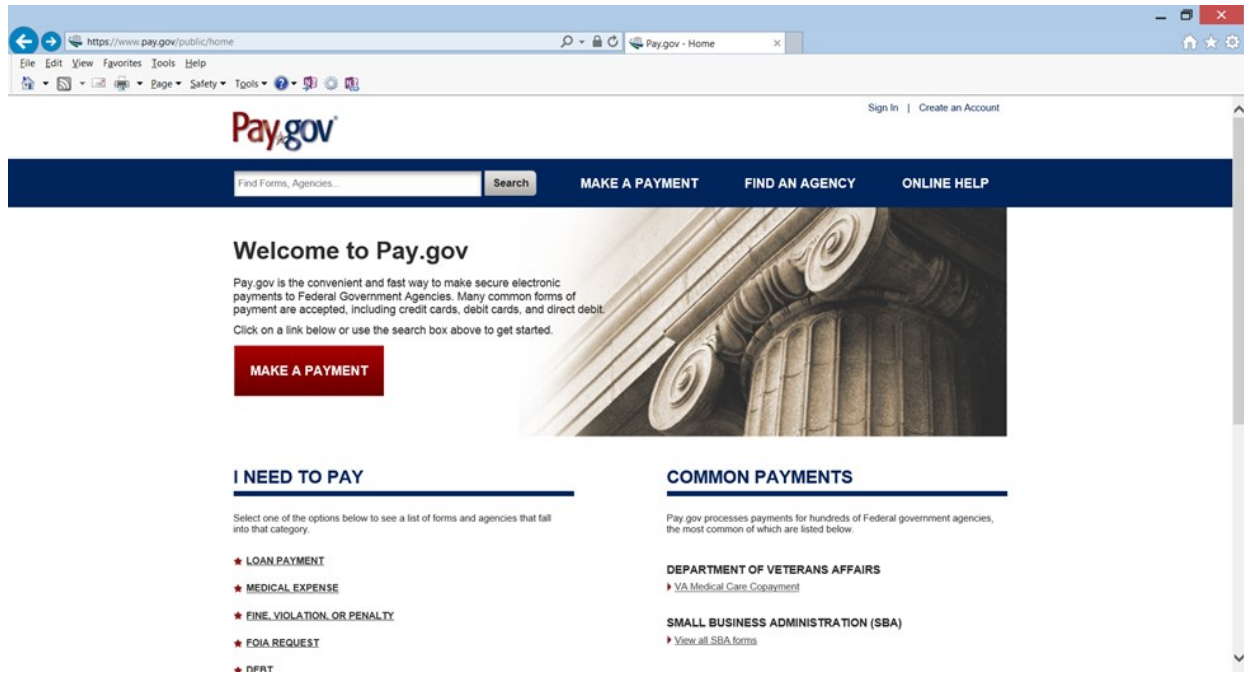 https://www.pay.gov/public/home
Pay.gov - Home
File Edit View Favorites Tools Help
Page Safety Tools
Sign In | Create an Account
Pay.gov
Find Forms, Agencies...
Search
MAKE A PAYMENT
FIND AN AGENCY
ONLINE HELP
Welcome to Pay.gov
Pay.gov is the convenient and fast way to make secure electronic
payments to Federal Government Agencies. Many common forms of
payment are accepted, including credit cards, debit cards, and direct debit.
Click on a link below or use the search box above to get started.
MAKE A PAYMENT
I NEED TO PAY
Select one of the options below to see a list of forms and agencies that fall
into that category.
LOAN PAYMENT
MEDICAL EXPENSE
FINE, VIOLATION, OR PENALTY
FOIA REQUEST
DEBT
COMMON PAYMENTS
Pay.gov processes payments for hundreds of Federal government agencies,
the most common of which are listed below.
DEPARTMENT OF VETERANS AFFAIRS
VA Medical Care Copayment
SMALL BUSINESS ADMINISTRATION (SBA)
View all SBA forms